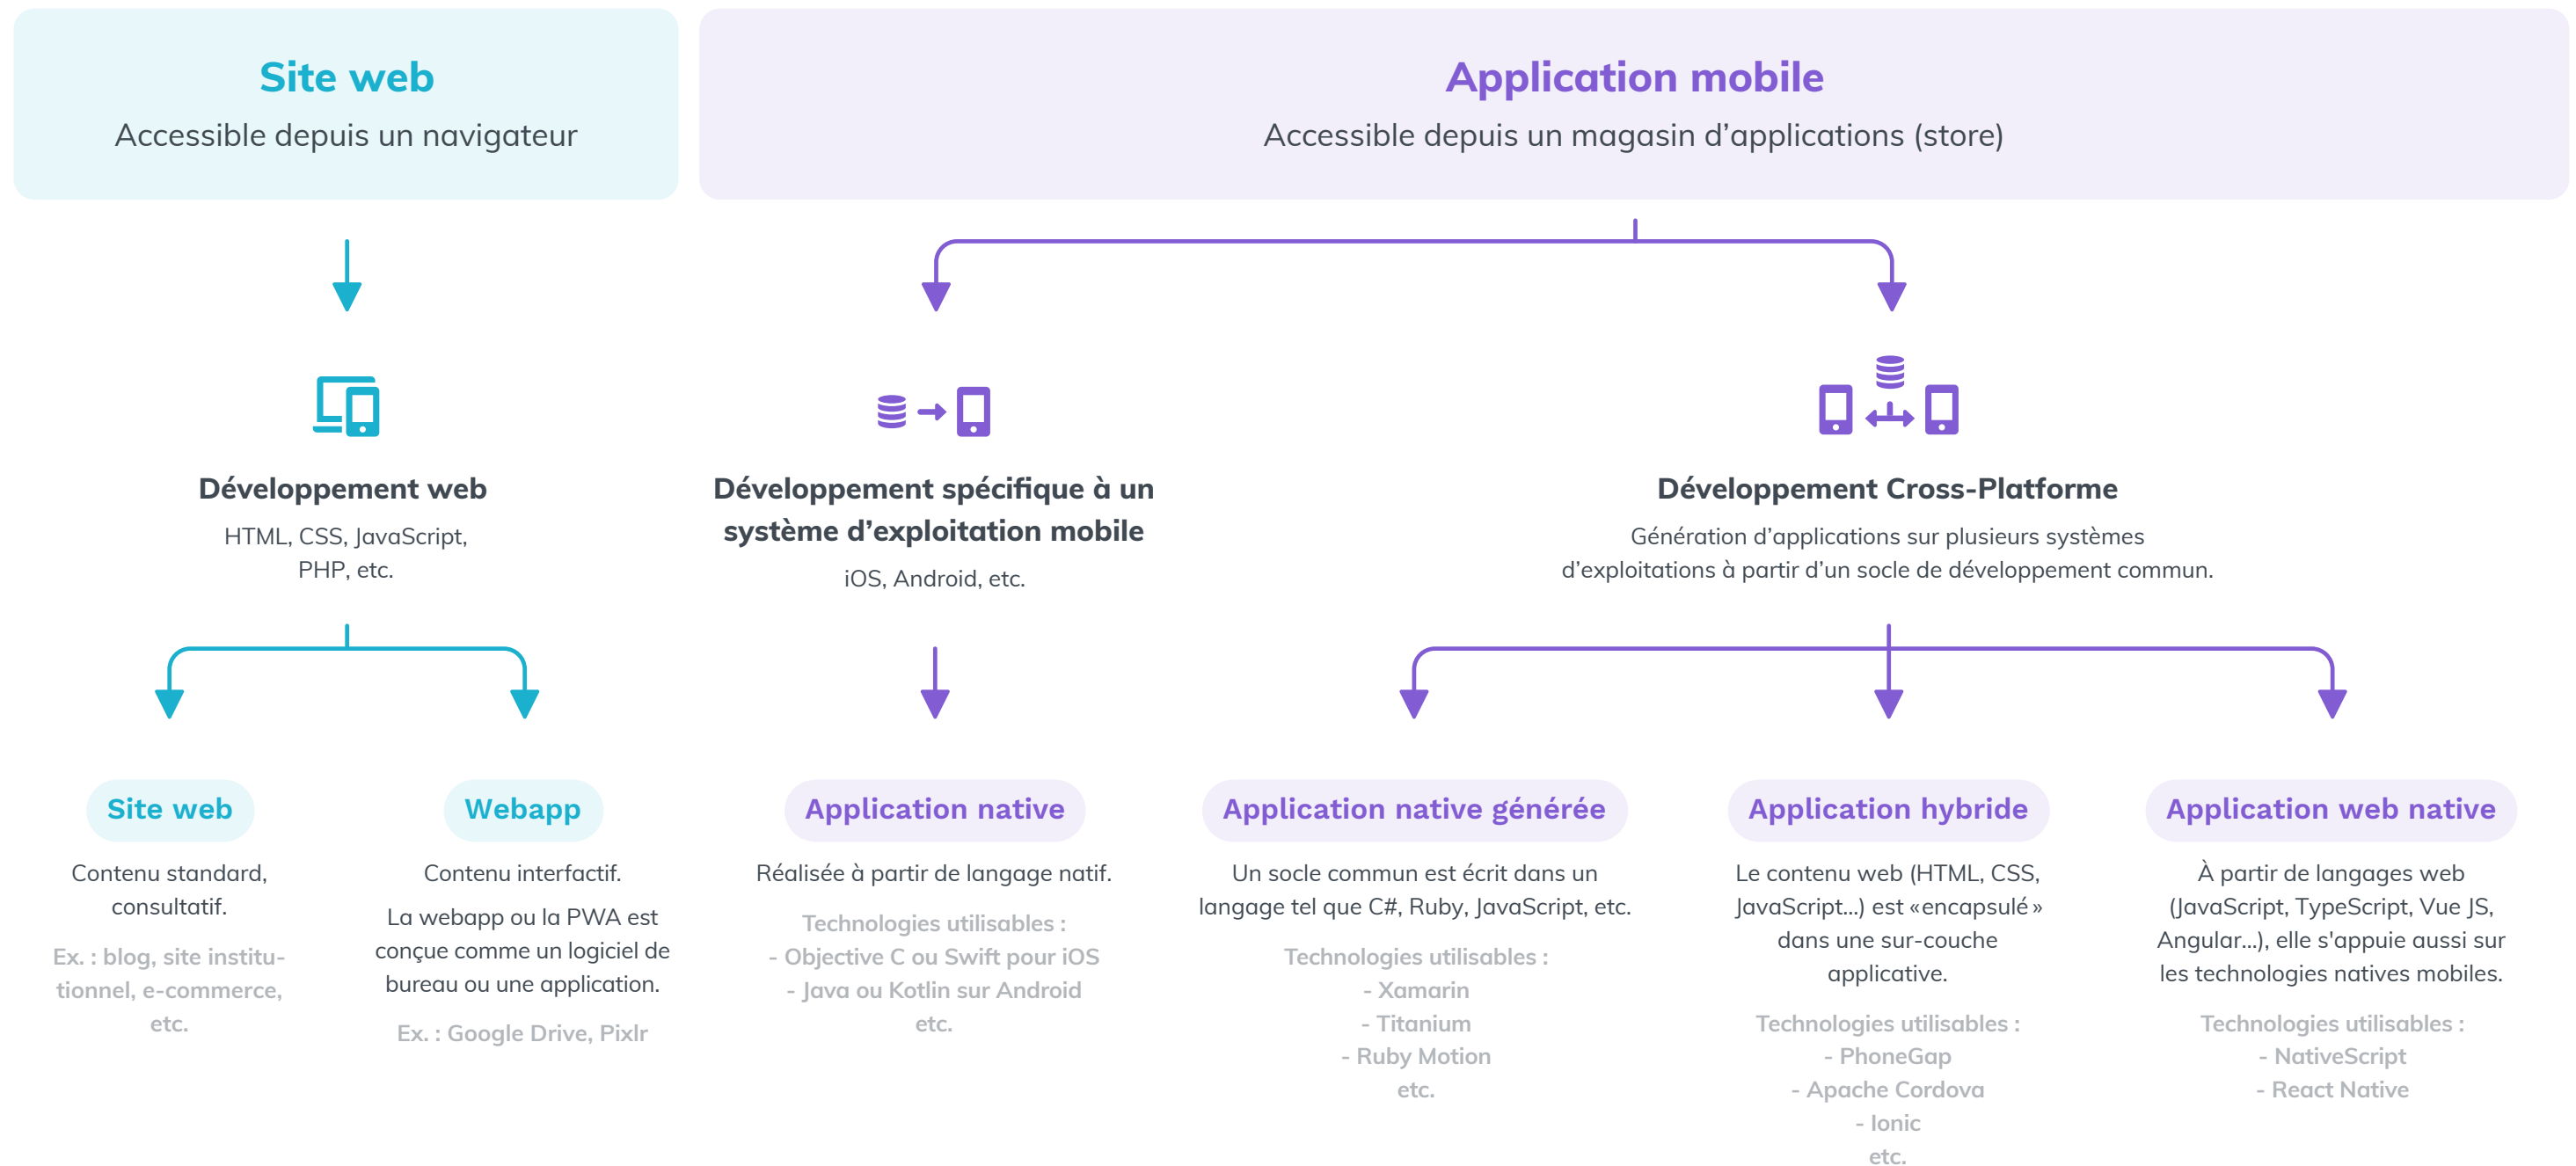 Site web
Accessible depuis un navigateur
Application mobile
Accessible depuis un magasin d’applications (store)
Développement web
HTML, CSS, JavaScript,
PHP, etc.
Développement spécifique à un
système d’exploitation mobile
iOS, Android, etc.
Développement Cross-Platforme
Génération d’applications sur plusieurs systèmes
d’exploitations à partir d’un socle de développement commun.
Site web
Contenu standard,
consultatif.
Ex. : blog, site institu-
tionnel, e-commerce,
etc.
Webapp
Contenu interfactif.
La webapp ou la PWA est
conçue comme un logiciel de
bureau ou une application.
Ex. : Google Drive, Pixlr
Application native
Réalisée à partir de langage natif.
Technologies utilisables :
- Objective C ou Swift pour iOS
- Java ou Kotlin sur Android
etc.
Application native générée
Un socle commun est écrit dans un
langage tel que C#, Ruby, JavaScript, etc.
Technologies utilisables :
- Xamarin
- Titanium
- Ruby Motion
etc.
Application hybride
Le contenu web (HTML, CSS,
JavaScript...) est «encapsulé»
dans une sur-couche
applicative.
Technologies utilisables :
- PhoneGap
- Apache Cordova
- Ionic
etc.
Application web native
À partir de langages web
(JavaScript, TypeScript, Vue JS,
Angular...), elle s'appuie aussi sur
les technologies natives mobiles.
Technologies utilisables :
- NativeScript
- React Native